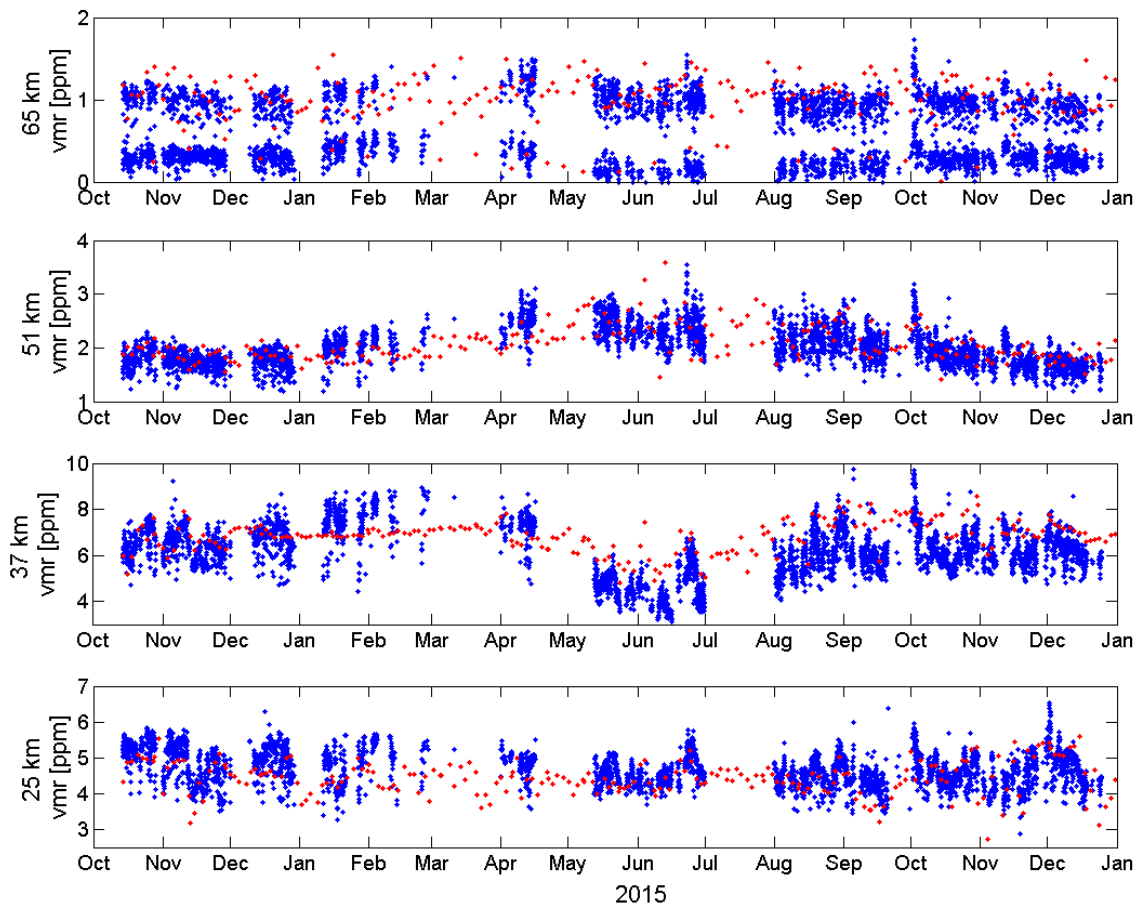 2
1
0
65 km
vmr [ppm]
Oct Nov Dec Jan Feb Mar Apr May Jun Jul Aug Sep Oct Nov Dec Jan
4
3
2
1
51 km
vmr [ppm]
Oct Nov Dec Jan Feb Mar Apr May Jun Jul Aug Sep Oct Nov Dec Jan
10
8
6
4
37 km
vmr [ppm]
Oct Nov Dec Jan Feb Mar Apr May Jun Jul Aug Sep Oct Nov Dec Jan
7
6
5
4
3
25 km
vmr [ppm]
Oct Nov Dec Jan Feb Mar Apr May Jun Jul Aug Sep Oct Nov Dec Jan
2015